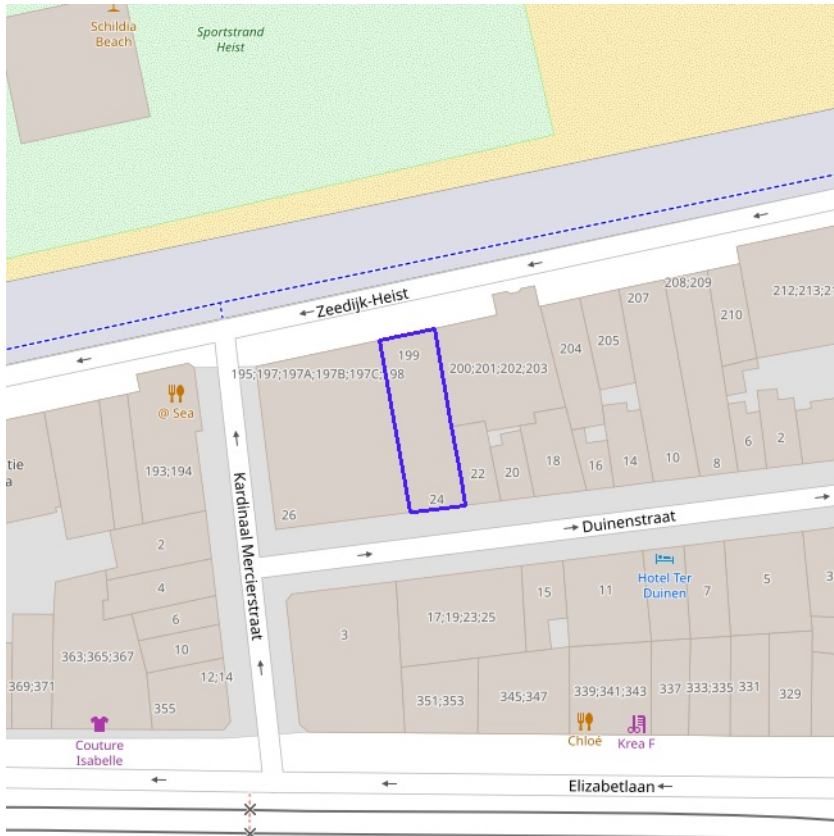 Schildia
Beach
Sportstrand
Heist
Zeedijk-Heist
208;209
212;213;21
207
210
205
204
199
200;201;202;203
195;197;197A;197B;197C;198
@ Sea
tie
a
193;194
Kardinaal Mercierstraat
26
24
22
20
18
16
14
10
8
6
2
Duinenstraat
2
4
6
10
12;14
363;365;367
369;371
355
Couture
Isabelle
3
17;19;23;25
15
11
Hotel Ter
Duinen
7
5
3
351;353
345;347
339;341;343
337
333;335
331
329
Chloé
Krea F
Elizabetlaan